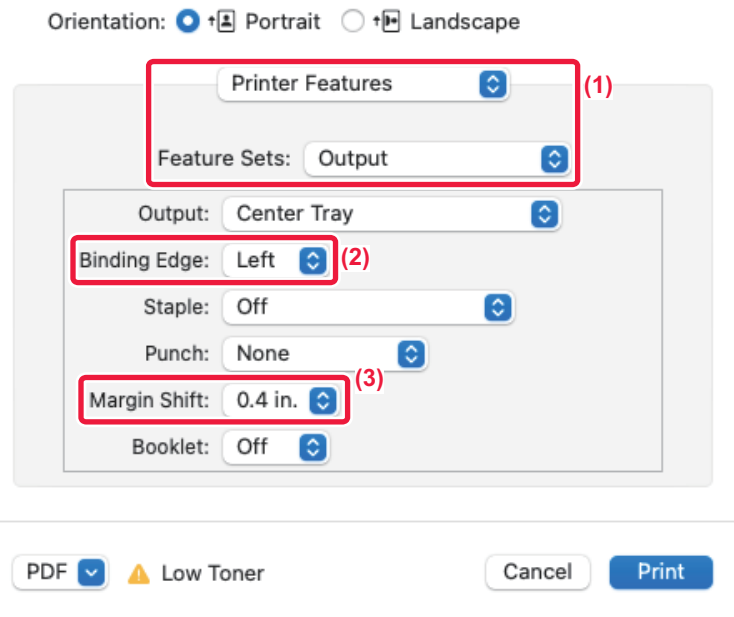 Orientation: Portrait Landscape
Printer Features (1)
Feature Sets: Output
Output: Center Tray
Binding Edge: Left (2)
Staple: Off
Punch: None
(3)
Margin Shift: 0.4 in.
Booklet: Off
PDF Low Toner Cancel Print